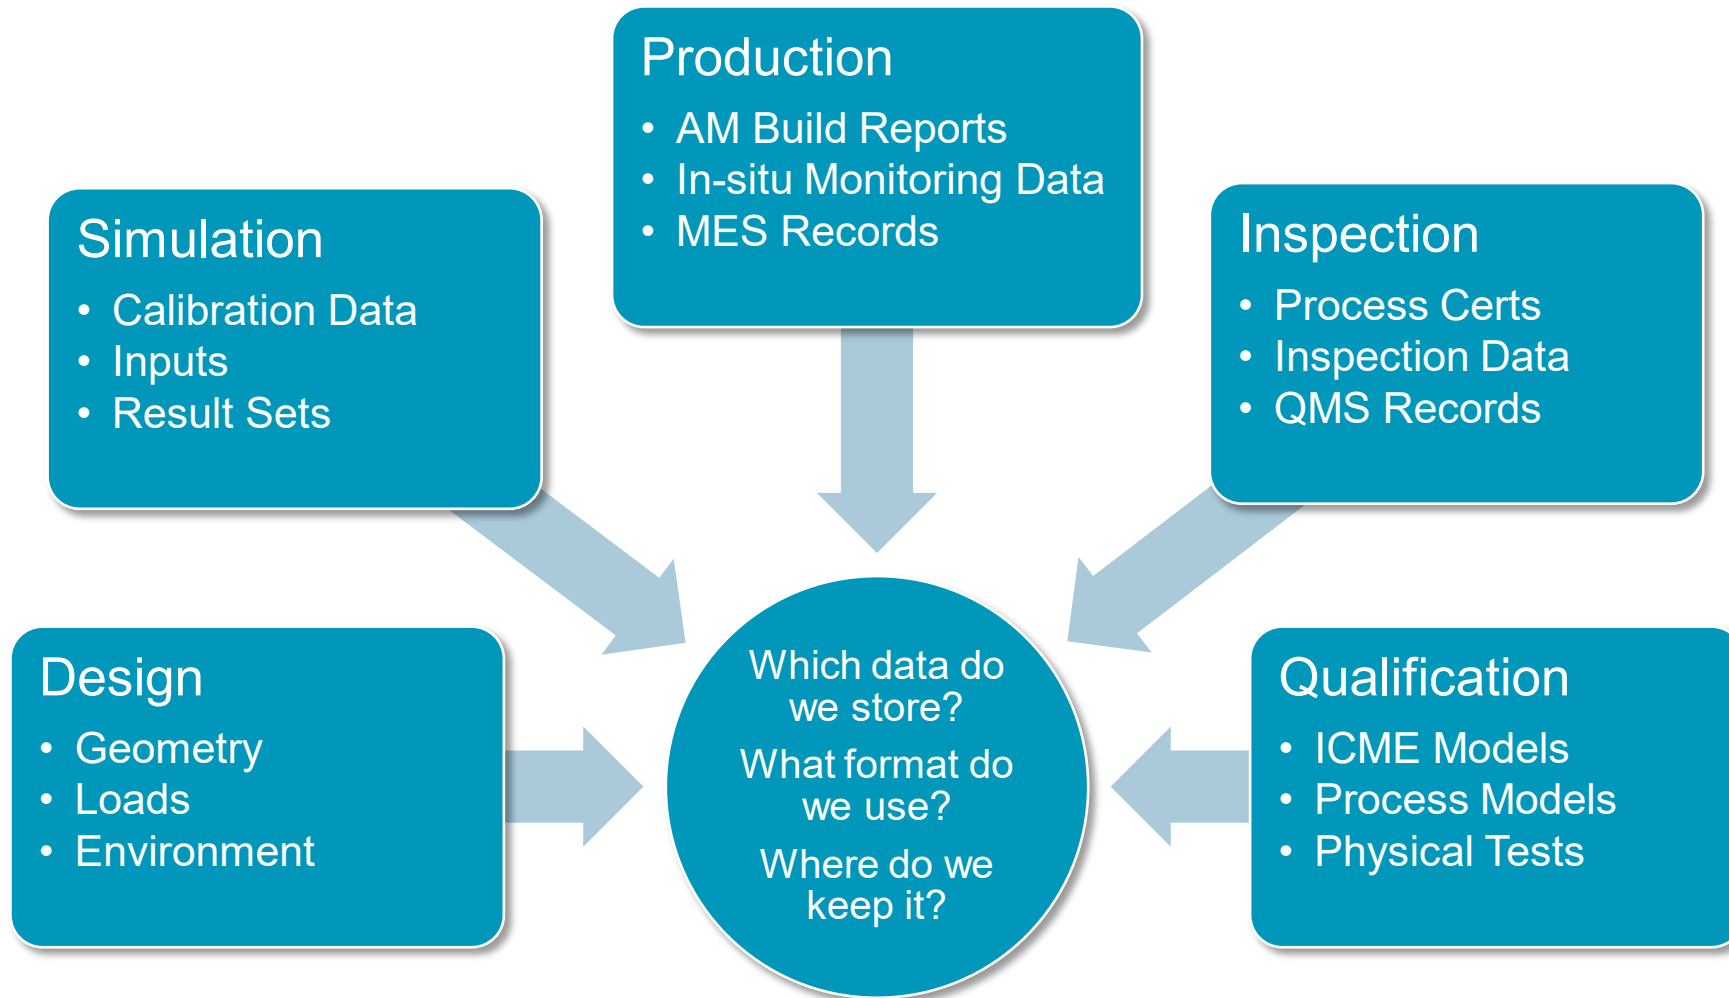 Production
• AM Build Reports
• In-situ Monitoring Data
• MES Records
Simulation
• Calibration Data
• Inputs
• Result Sets
Inspection
• Process Certs
• Inspection Data
• QMS Records
Design
• Geometry
• Loads
• Environment
Which data do
we store?
What format do
we use?
Where do we
keep it?
Qualification
• ICME Models
• Process Models
• Physical Tests